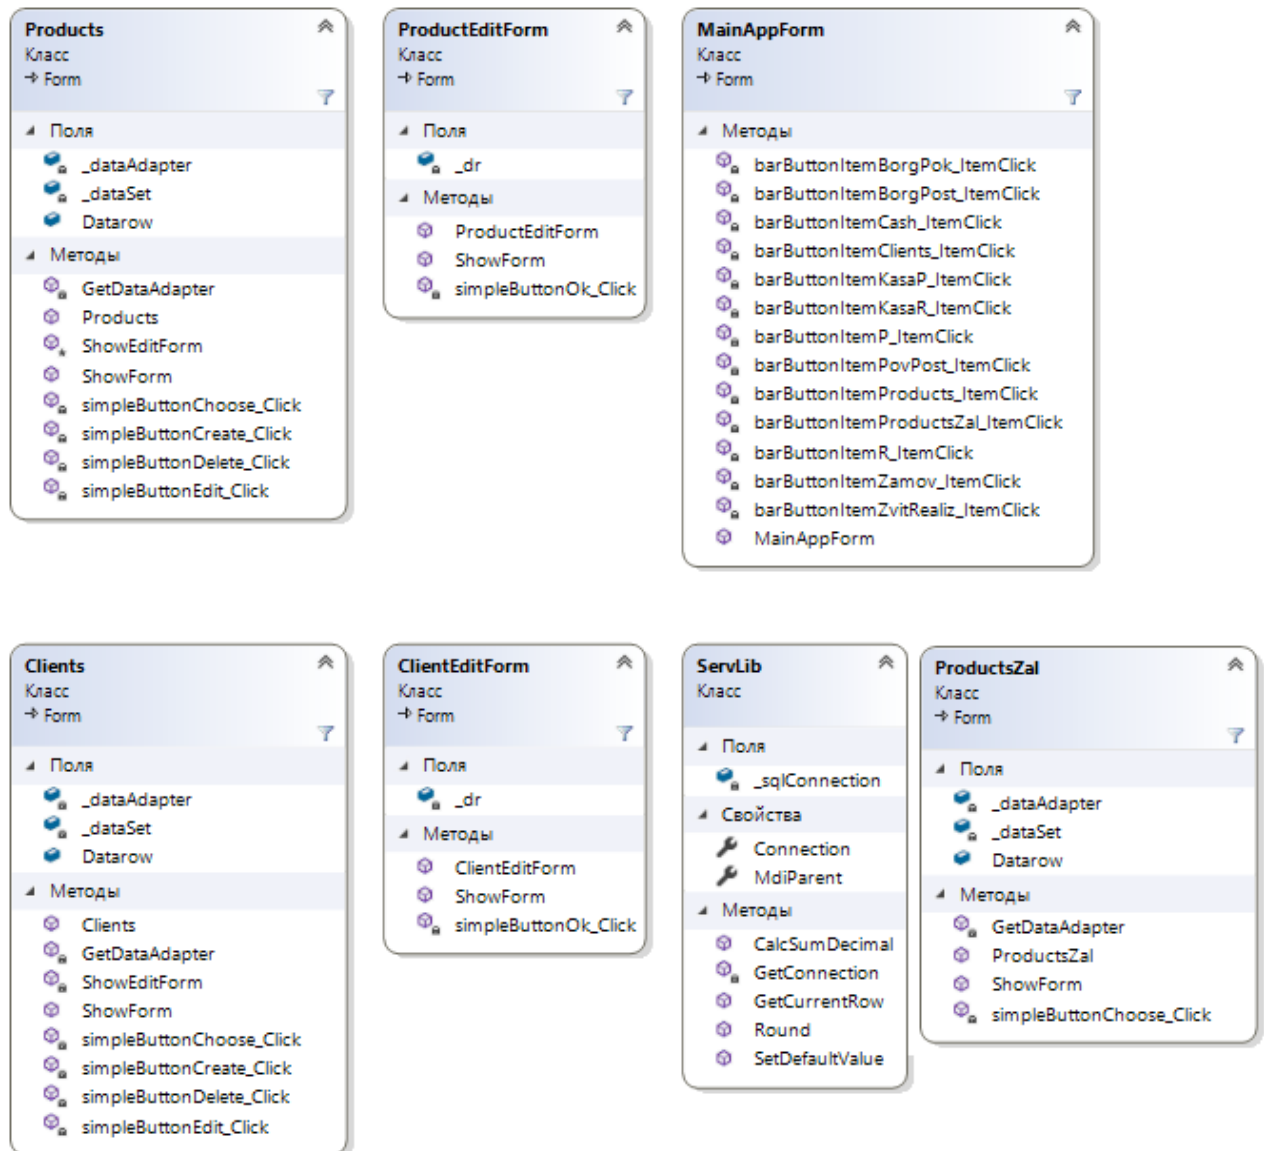 Products
Класс
Form
Поля
_dataAdapter
_dataSet
Datarow
Методы
GetDataAdapter
Products
ShowEditForm
ShowForm
simpleButtonChoose_Click
simpleButtonCreate_Click
simpleButtonDelete_Click
simpleButtonEdit_Click
ProductEditForm
Класс
Form
Поля
_dr
Методы
ProductEditForm
ShowForm
simpleButtonOk_Click
MainAppForm
Класс
Form
Методы
barButtonItemBorgPok_ItemClick
barButtonItemBorgPost_ItemClick
barButtonItemCash_ItemClick
barButtonItemClients_ItemClick
barButtonItemKasaP_ItemClick
barButtonItemKasaR_ItemClick
barButtonItemP_ItemClick
barButtonItemPovPost_ItemClick
barButtonItemProducts_ItemClick
barButtonItemProductsZal_ItemClick
barButtonItemR_ItemClick
barButtonItemZamov_ItemClick
barButtonItemZvitRealiz_ItemClick
MainAppForm
Clients
Класс
Form
Поля
_dataAdapter
_dataSet
Datarow
Методы
Clients
GetDataAdapter
ShowEditForm
ShowForm
simpleButtonChoose_Click
simpleButtonCreate_Click
simpleButtonDelete_Click
simpleButtonEdit_Click
ClientEditForm
Класс
Form
Поля
_dr
Методы
ClientEditForm
ShowForm
simpleButtonOk_Click
ServLib
Класс
Поля
_sqlConnection
Свойства
Connection
MdiParent
Методы
CalcSumDecimal
GetConnection
GetCurrentRow
Round
SetDefaultValue
ProductsZal
Класс
Form
Поля
_dataAdapter
_dataSet
Datarow
Методы
GetDataAdapter
ProductsZal
ShowForm
simpleButtonChoose_Click